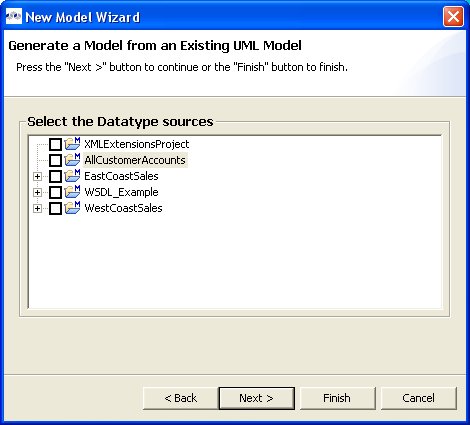 New Model Wizard
Generate a Model from an Existing UML Model
Press the "Next >" button to continue or the "Finish" button to finish.
Select the Datatype sources
XMLExtensionsProject
AllCustomerAccounts
EastCoastSales
WSDL_Example
WestCoastSales
< Back Next > Finish Cancel